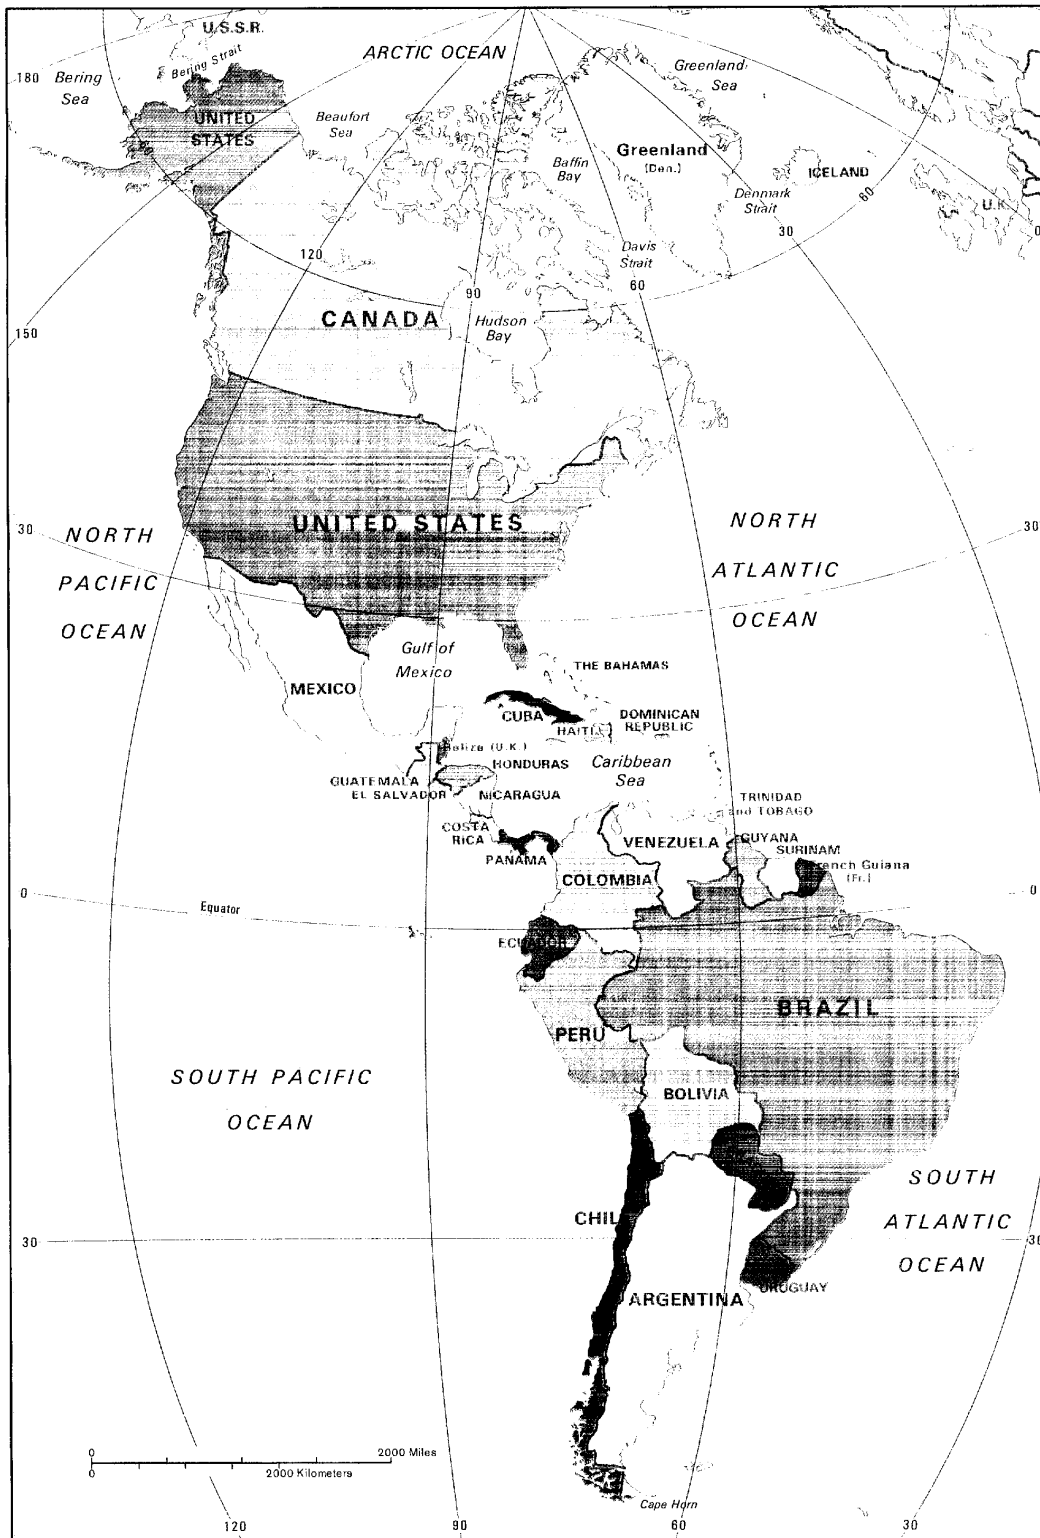 U.S.S.R.
ARCTIC OCEAN
Bering Strait
180
Bering
Sea
Greenland
Sea
UNITED
STATES
Beaufort
Sea
60
Baffin
Bay
Greenland
(Den.)
ICELAND
Denmark
Strait
60
U.K.
30
0
120
Davis
Strait
60
90
CANADA
Hudson
Bay
150
UNITED STATES
30
NORTH
PACIFIC
OCEAN
NORTH
ATLANTIC
OCEAN
30
Gulf of
Mexico
MEXICO
THE BAHAMAS
CUBA
HAITI
DOMINICAN
REPUBLIC
Belize (U.K.)
HONDURAS
Caribbean
Sea
GUATEMALA
EL SALVADOR
NICARAGUA
TRINIDAD
and TOBAGO
COSTA
RICA
PANAMA
VENEZUELA
GUYANA
SURINAM
French Guiana
(Fr.)
COLOMBIA
0
Equator
0
ECUADOR
BRAZIL
PERU
SOUTH PACIFIC
OCEAN
BOLIVIA
SOUTH
ATLANTIC
OCEAN
CHIL
30
30
URUGUAY
ARGENTINA
0
2000 Miles
0
2000 Kilometers
Cape Horn
120
90
60
30